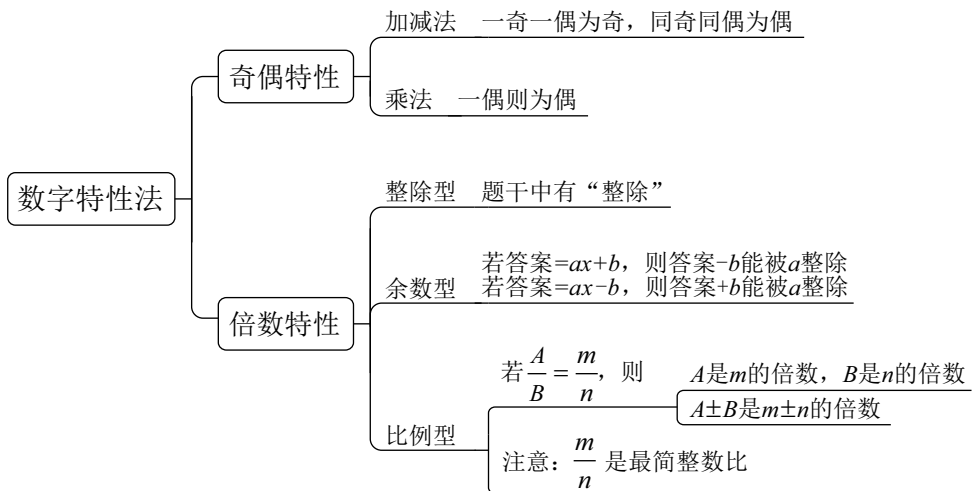 数字特性法
奇偶特性
加减法 一奇一偶为奇，同奇同偶为偶
乘法 一偶则为偶
倍数特性
整除型 题干中有“整除”
余数型
若答案=ax+b，则答案-b能被a整除
若答案=ax-b，则答案+b能被a整除
比例型
若A/B=m/n，则
A是m的倍数，B是n的倍数
A±B是m±n的倍数
注意：m/n 是最简整数比